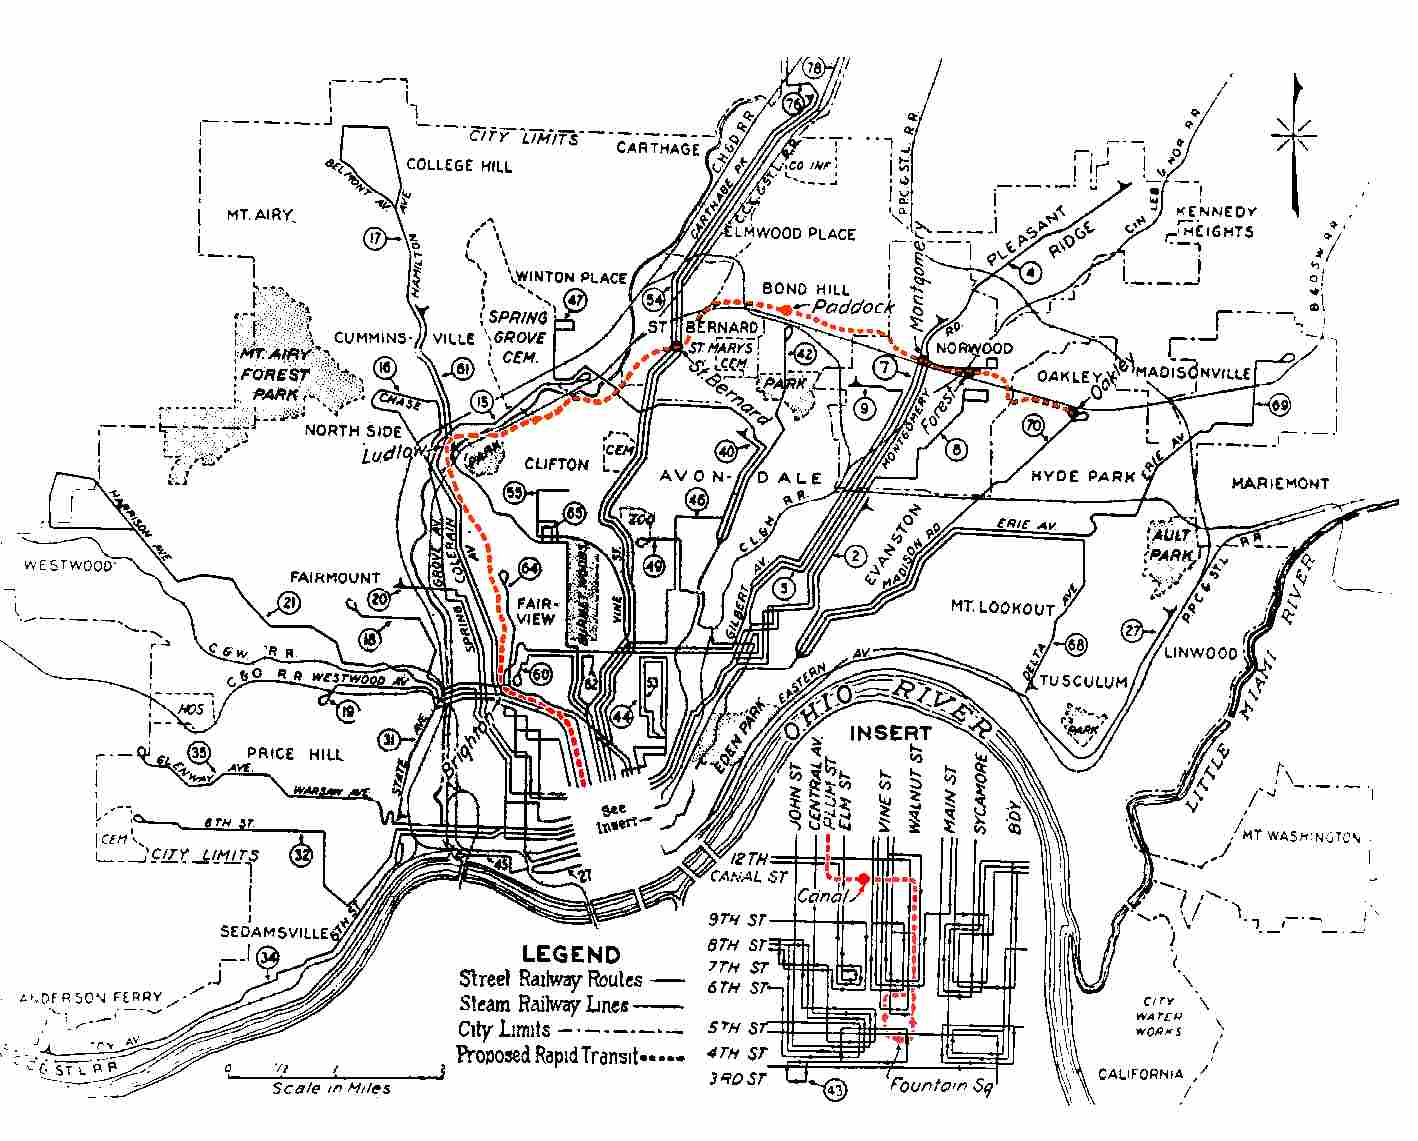 78
76
CITY LIMITS
CARTHAGE
C.H.& D. R.R.
CARTHAGE PK
C.C.C. & ST. L. R.R.
CO INF
P.P.C & ST. L. R.R.
CIN LEB & NOR RR
B & O S W RR
COLLEGE HILL
BELMONT AV.
HAMILTON AVE
MT. AIRY
17
ELMWOOD PLACE
PLEASANT
RIDGE
4
KENNEDY
HEIGHTS
WINTON PLACE
47
54
BOND HILL
Paddock
Montgomery
RD.
SPRING
GROVE
CEM.
ST BERNARD
ST MARYS
CEM
St. Bernard
42
PARK
NORWOOD
CUMMINS-VILLE
MT. AIRY
FOREST
PARK
16
61
CHASE
15
7
9
MONTGOMERY
Forest
8
OAKLEY
Oakley
MADISONVILLE
69
70
NORTH SIDE
Ludlow
PARK
CLIFTON
CEM
AVON-DALE
40
46
HYDE PARK
ERIE AV
MARIEMONT
55
65
ZOO
49
C. L. & N. R.R.
HARRISON AVE
WESTWOOD
GROVE AV
COLERAIN AV
SPRING
64
FAIR-
VIEW
BURNET WOODS
VINE ST.
GILBERT AV
3
2
EVANSTON
MADISON RD
ERIE AV.
AULT
PARK
RR
P.P.C & ST L
FAIRMOUNT
20
21
18
MT. LOOKOUT
DELTA AVE
68
27
LINWOOD
TUSCULUM
PARK
LITTLE MIAMI RIVER
C & W RR.
C & O RR
WESTWOOD AV
19
60
62
53
44
EASTERN AV
EDEN PARK
OHIO RIVER
HOS
31
STATE AVE.
Brighton
35
PRICE HILL
GLENWAY AVE.
WARSAW AVE.
CEM
8TH ST.
CITY LIMITS
32
45
27
See
Insert
INSERT
JOHN ST
CENTRAL AV.
PLUM ST
ELM ST
VINE ST
WALNUT ST
MAIN ST
SYCAMORE
BDY
12TH
CANAL ST
Canal
9TH ST
8TH ST
7TH ST
6TH ST
5TH ST
4TH ST
3RD ST
43
Fountain Sq
MT WASHINGTON
SEDAMSVILLE
6TH ST
34
ANDERSON FERRY
AV
& ST L RR
LEGEND
Street Railway Routes
Steam Railway Lines
City Limits
Proposed Rapid Transit
0 1/2 1 2
Scale in Miles
CITY
WATER
WORKS
CALIFORNIA